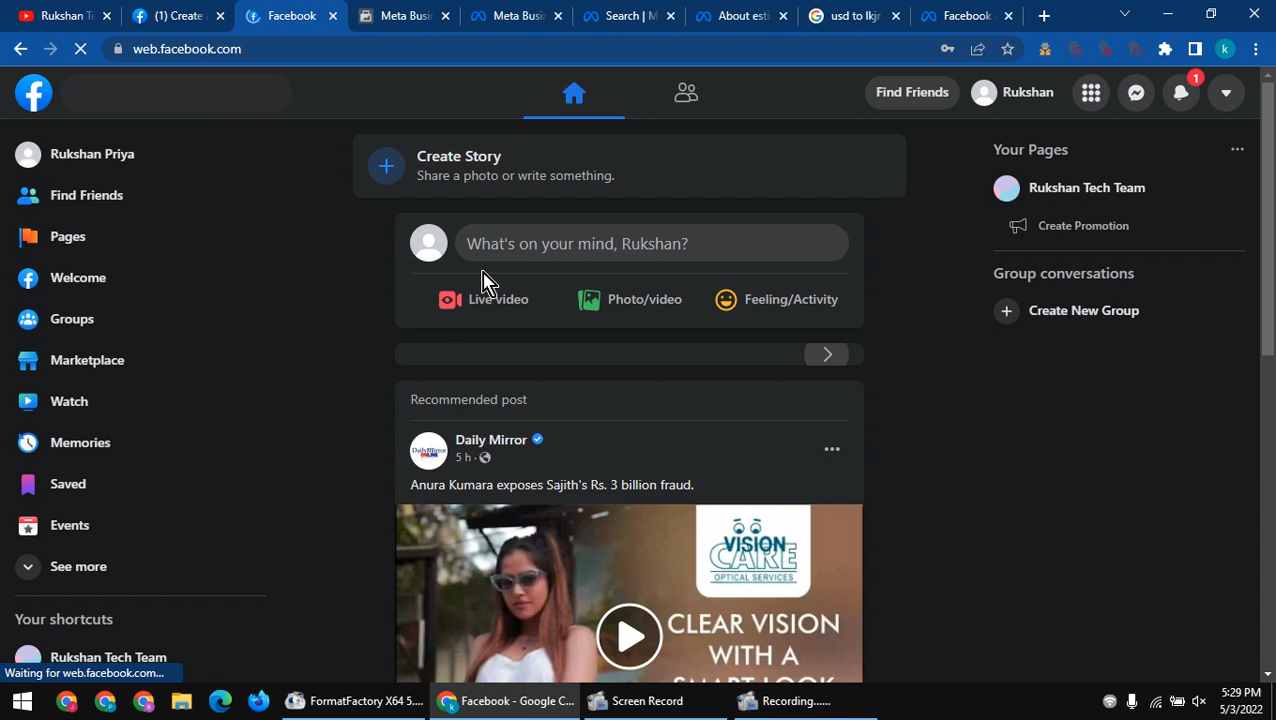 Rukshan Te
(1) Create a
Facebook
Meta Busin
Meta Busin
Search | M
About esti
usd to lkr
Facebook
web.facebook.com
Find Friends
Rukshan
1
Rukshan Priya
Find Friends
Pages
Welcome
Groups
Marketplace
Watch
Memories
Saved
Events
See more
Your shortcuts
Rukshan Tech Team
Waiting for web.facebook.com...
Create Story
Share a photo or write something.
What's on your mind, Rukshan?
Live video
Photo/video
Feeling/Activity
Recommended post
Daily Mirror
5 h ·
Anura Kumara exposes Sajith's Rs. 3 billion fraud.
VISION
CARE
OPTICAL SERVICES
CLEAR VISION
WITH A
Your Pages
Rukshan Tech Team
Create Promotion
Group conversations
Create New Group
FormatFactory X64 5....
Facebook - Google C...
Screen Record
Recording......
5:29 PM
5/3/2022